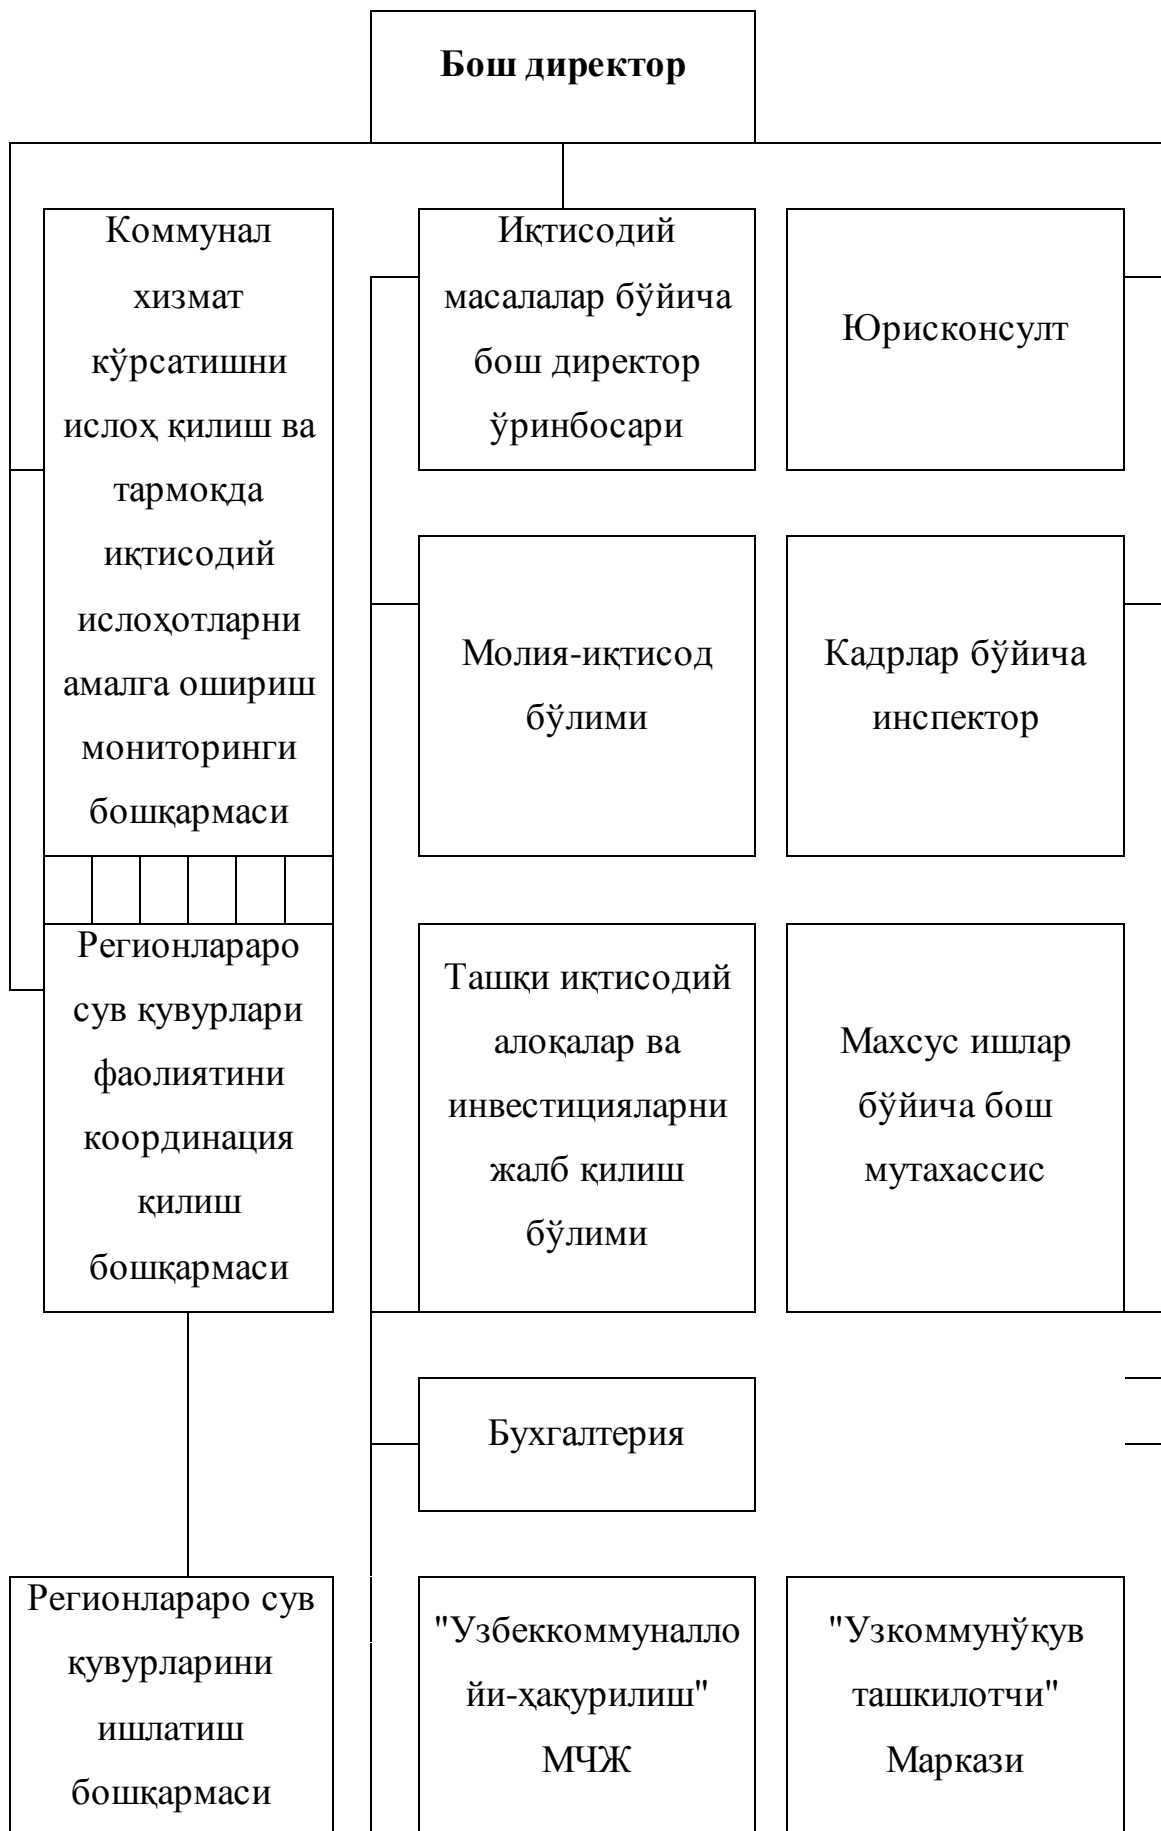 Бош директор
Коммунал
хизмат
кўрсатишни
ислоҳ қилиш ва
тармоқда
иқтисодий
ислоҳотларни
амалга ошириш
мониторинги
бошқармаси
Иқтисодий
масалалар бўйича
бош директор
ўринбосари
Юрисконсулт
Молия-иқтисод
бўлими
Кадрлар бўйича
инспектор
Регионлараро
сув қувурлари
фаолиятини
координация
қилиш
бошқармаси
Ташқи иқтисодий
алоқалар ва
инвестицияларни
жалб қилиш
бўлими
Махсус ишлар
бўйича бош
мутахассис
Бухгалтерия
Регионлараро сув
қувурларини
ишлатиш
бошқармаси
"Узбеккоммуналло
йи-ҳақурилиш"
МЧЖ
"Узкоммунўқув
ташкилотчи"
Маркази